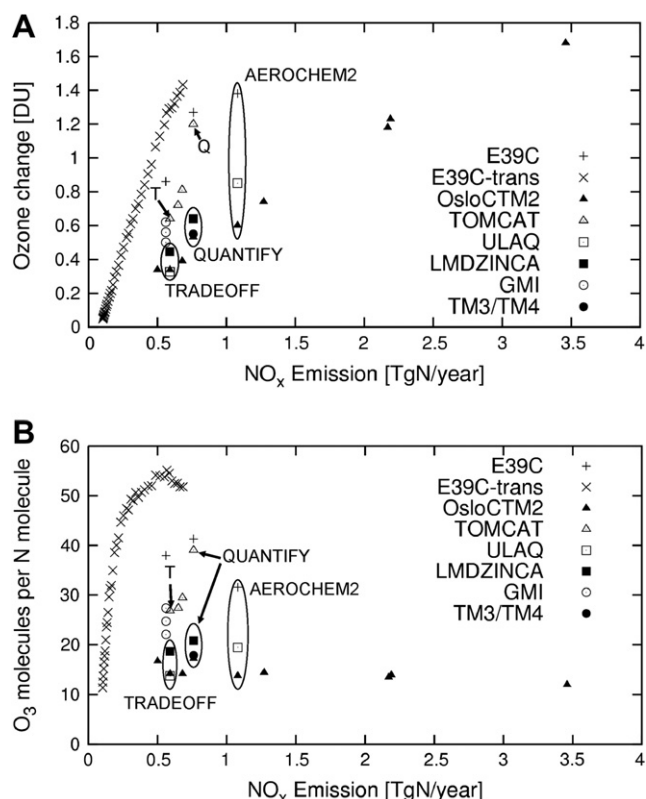 A
Ozone change [DU]
1.8
1.6
1.4
1.2
1
0.8
0.6
0.4
0.2
0
AEROCHEM2
Q
T
QUANTIFY
TRADEOFF
E39C
E39C-trans
OsloCTM2
TOMCAT
ULAQ
LMDZINCA
GMI
TM3/TM4
0 0.5 1 1.5 2 2.5 3 3.5 4
NOx Emission [TgN/year]
B
O3 molecules per N molecule
60
50
40
30
20
10
0
QUANTIFY
T
AEROCHEM2
TRADEOFF
E39C
E39C-trans
OsloCTM2
TOMCAT
ULAQ
LMDZINCA
GMI
TM3/TM4
0 0.5 1 1.5 2 2.5 3 3.5 4
NOx Emission [TgN/year]